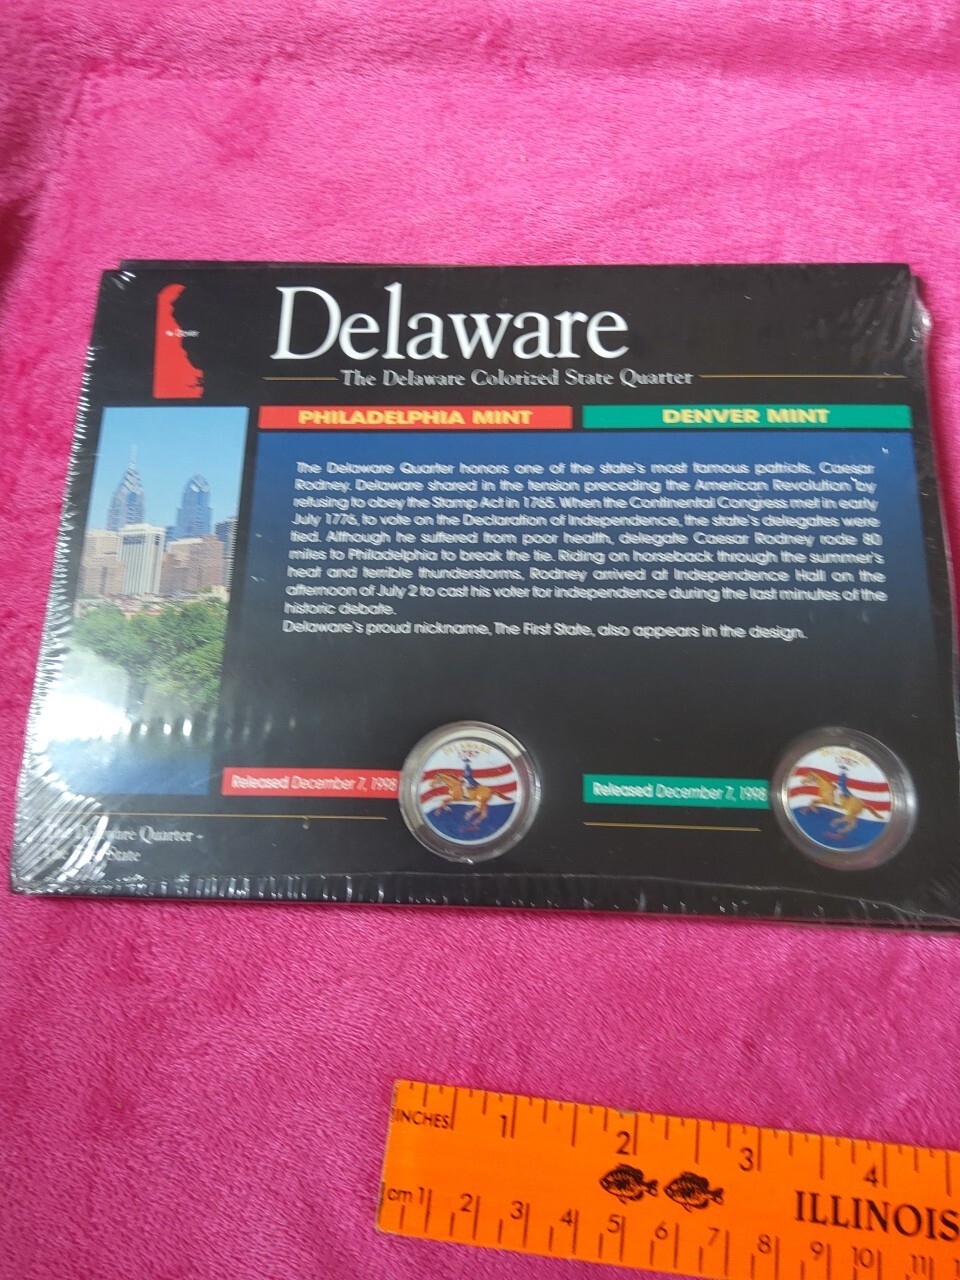 Delaware
Dover
The Delaware Colorized State Quarter
PHILADELPHIA MINT
DENVER MINT
The Delaware Quarter honors one of the state's most famous patriots, Caesar
Rodney. Delaware shared in the tension preceding the American Revolution by
refusing to obey the Stamp Act in 1765. When the Continental Congress met in early
July 1776, to vote on the Declaration of Independence, the state's delegates were
tied. Although he suffered from poor health, delegate Caesar Rodney rode 80
miles to Philadelphia to break the tie. Riding on horseback through the summer's
heat and terrible thunderstorms, Rodney arrived at Independence Hall on the
afternoon of July 2 to cast his voter for independence during the last minutes of the
historic debate.
Delaware's proud nickname, The First State, also appears in the design.
DELAWARE
1787
DELAWARE
1787
Released December 7, 1998
Released December 7, 1998
The Delaware Quarter -
The First State
INCHES 1 2 3 4
ILLINOIS
cm 1 2 3 4 5 6 7 8 9 10 11